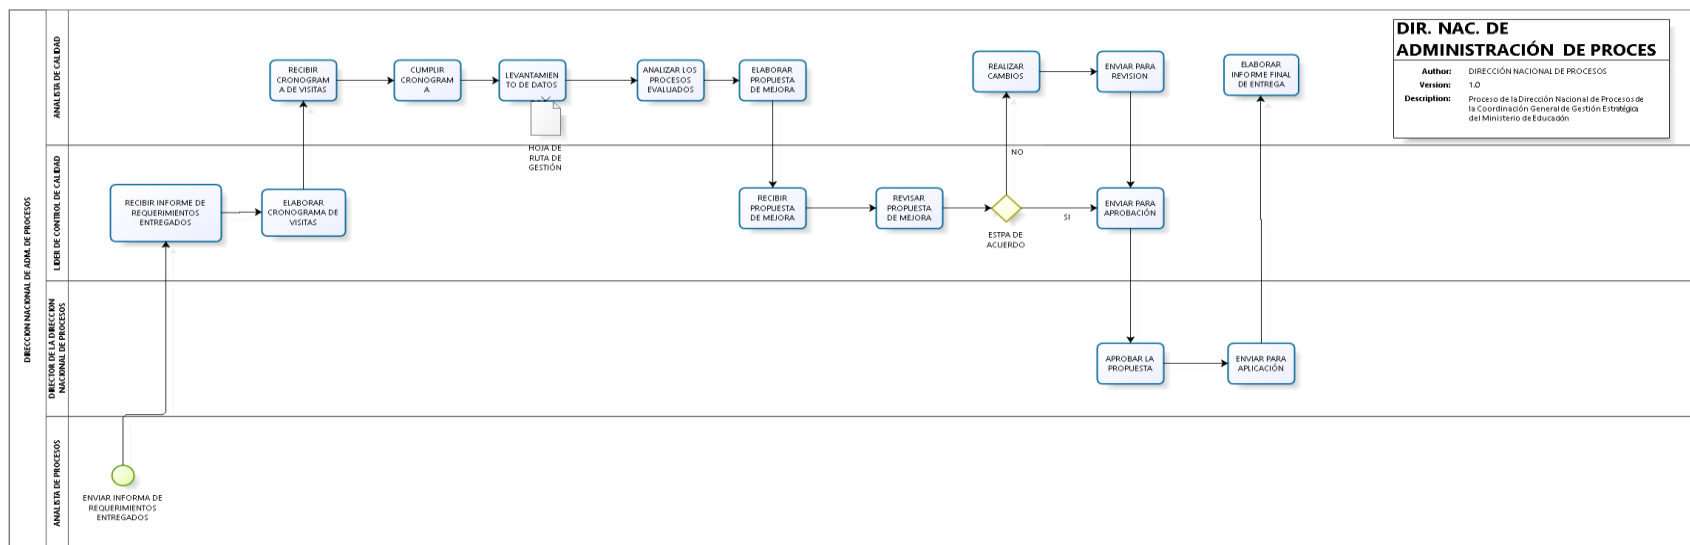 DIRECCION NACIONAL DE ADM. DE PROCESOS
ANALISTA DE CALIDAD
RECIBIR
CRONOGRAM
A DE VISITAS
CUMPLIR
CRONOGRAM
A
LEVANTAMIEN
TO DE DATOS
HOJA DE
RUTA DE
GESTIÓN
ANALIZAR LOS
PROCESOS
EVALUADOS
ELABORAR
PROPUESTA
DE MEJORA
REALIZAR
CAMBIOS
ENVIAR PARA
REVISION
ELABORAR
INFORME FINAL
DE ENTREGA
DIR. NAC. DE
ADMINISTRACIÓN DE PROCES
Author: DIRECCIÓN NACIONAL DE PROCESOS
Version: 1.0
Description: Proceso de la Dirección Nacional de Procesos de
la Coordinación General de Gestión Estratégica
del Ministerio de Educación
LIDER DE CONTROL DE CALIDAD
RECIBIR INFORME DE
REQUERIMIENTOS
ENTREGADOS
ELABORAR
CRONOGRAMA DE
VISITAS
RECIBIR
PROPUESTA
DE MEJORA
REVISAR
PROPUESTA
DE MEJORA
NO
ESTPA DE
ACUERDO
SI
ENVIAR PARA
APROBACIÓN
DIRECTOR DE LA DIRECCION
NACIONAL DE PROCESOS
APROBAR LA
PROPUESTA
ENVIAR PARA
APLICACIÓN
ANALISTA DE PROCESOS
ENVIAR INFORMA DE
REQUERIMIENTOS
ENTREGADOS